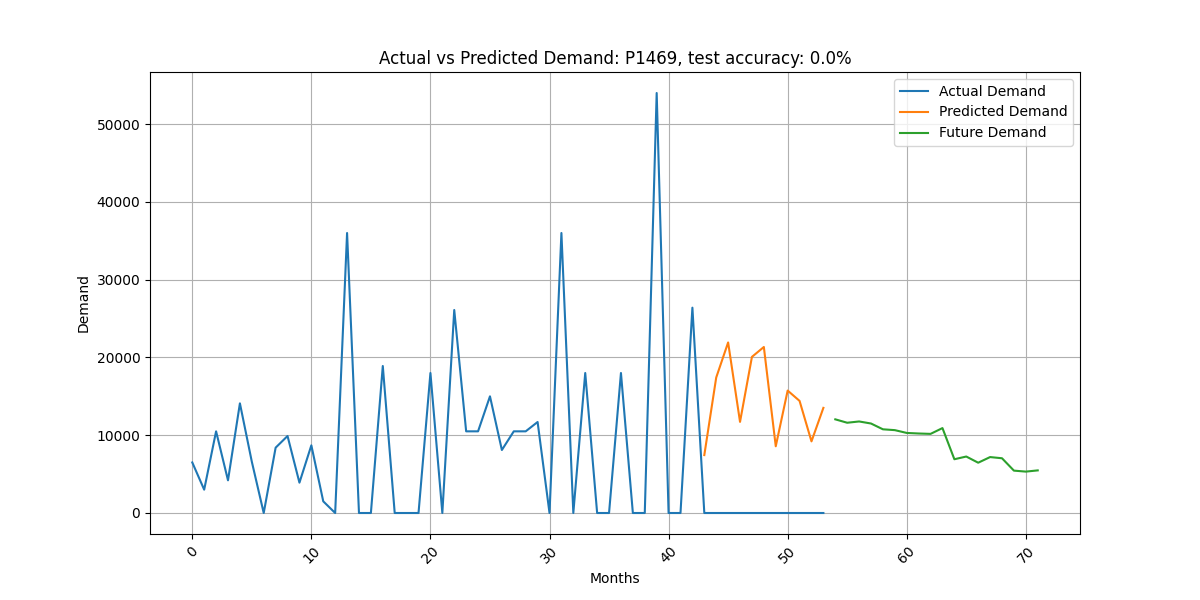 Actual vs Predicted Demand: P1469, test accuracy: 0.0%
Actual Demand
Predicted Demand
Future Demand
Demand
50000
40000
30000
20000
10000
0
0 10 20 30 40 50 60 70
Months